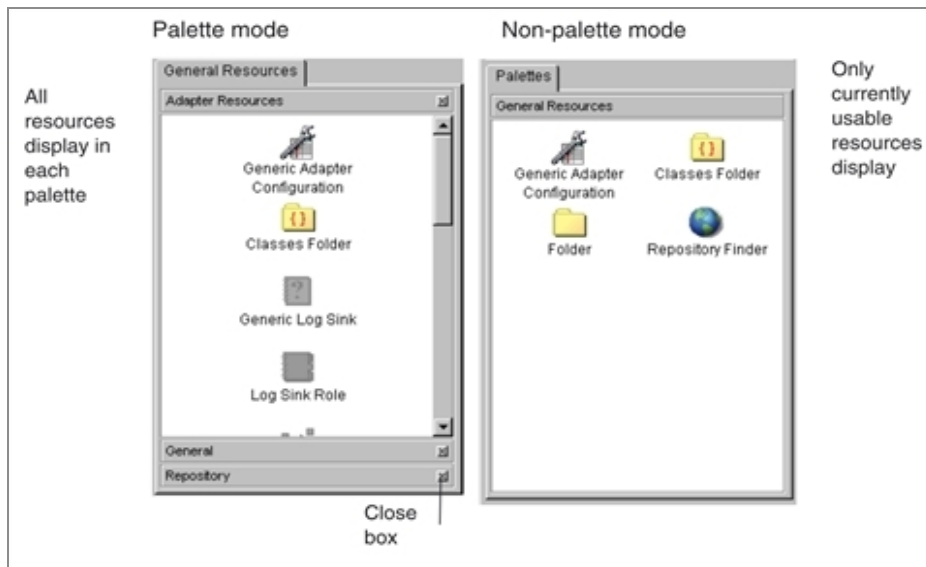 Palette mode
Non-palette mode
All
resources
display in
each
palette
General Resources
Adapter Resources
Generic Adapter
Configuration
Classes Folder
Generic Log Sink
Log Sink Role
General
Repository
Close
box
Palettes
General Resources
Generic Adapter
Configuration
Classes Folder
Folder
Repository Finder
Only
currently
usable
resources
display